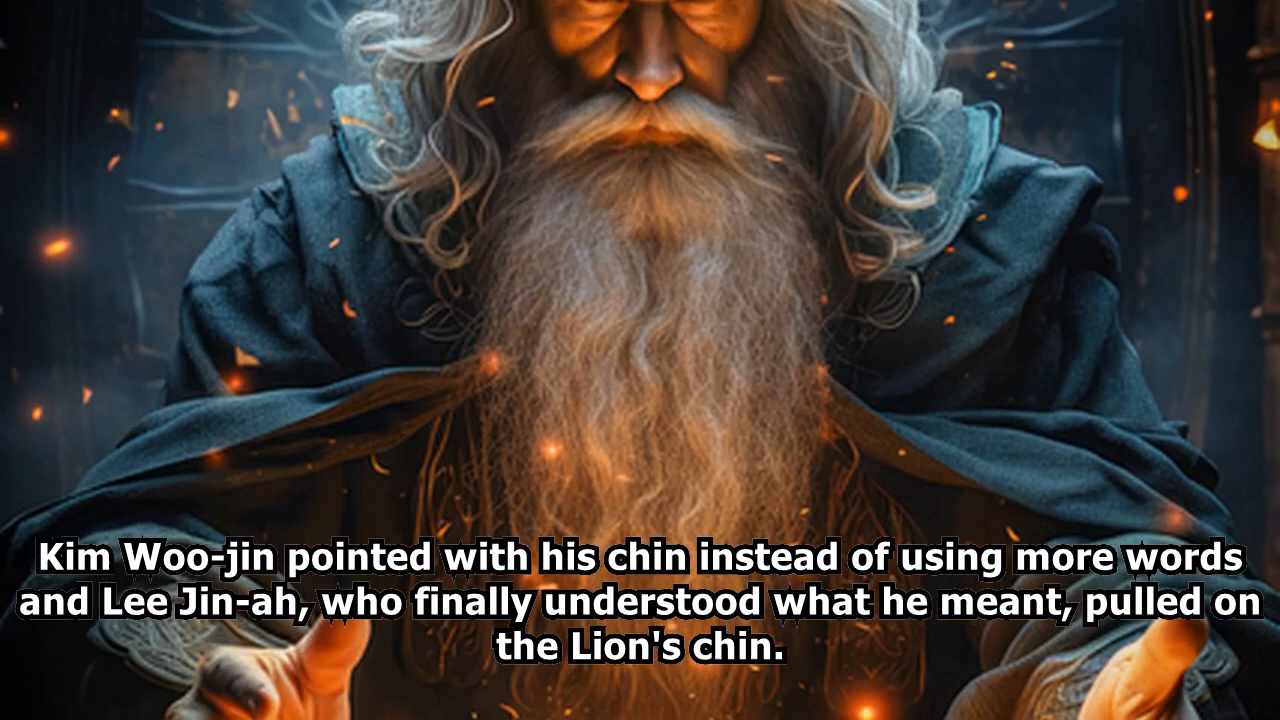 Kim Woo-jin pointed with his chin instead of using more words
and Lee Jin-ah, who finally understood what he meant, pulled on
the Lion's chin.